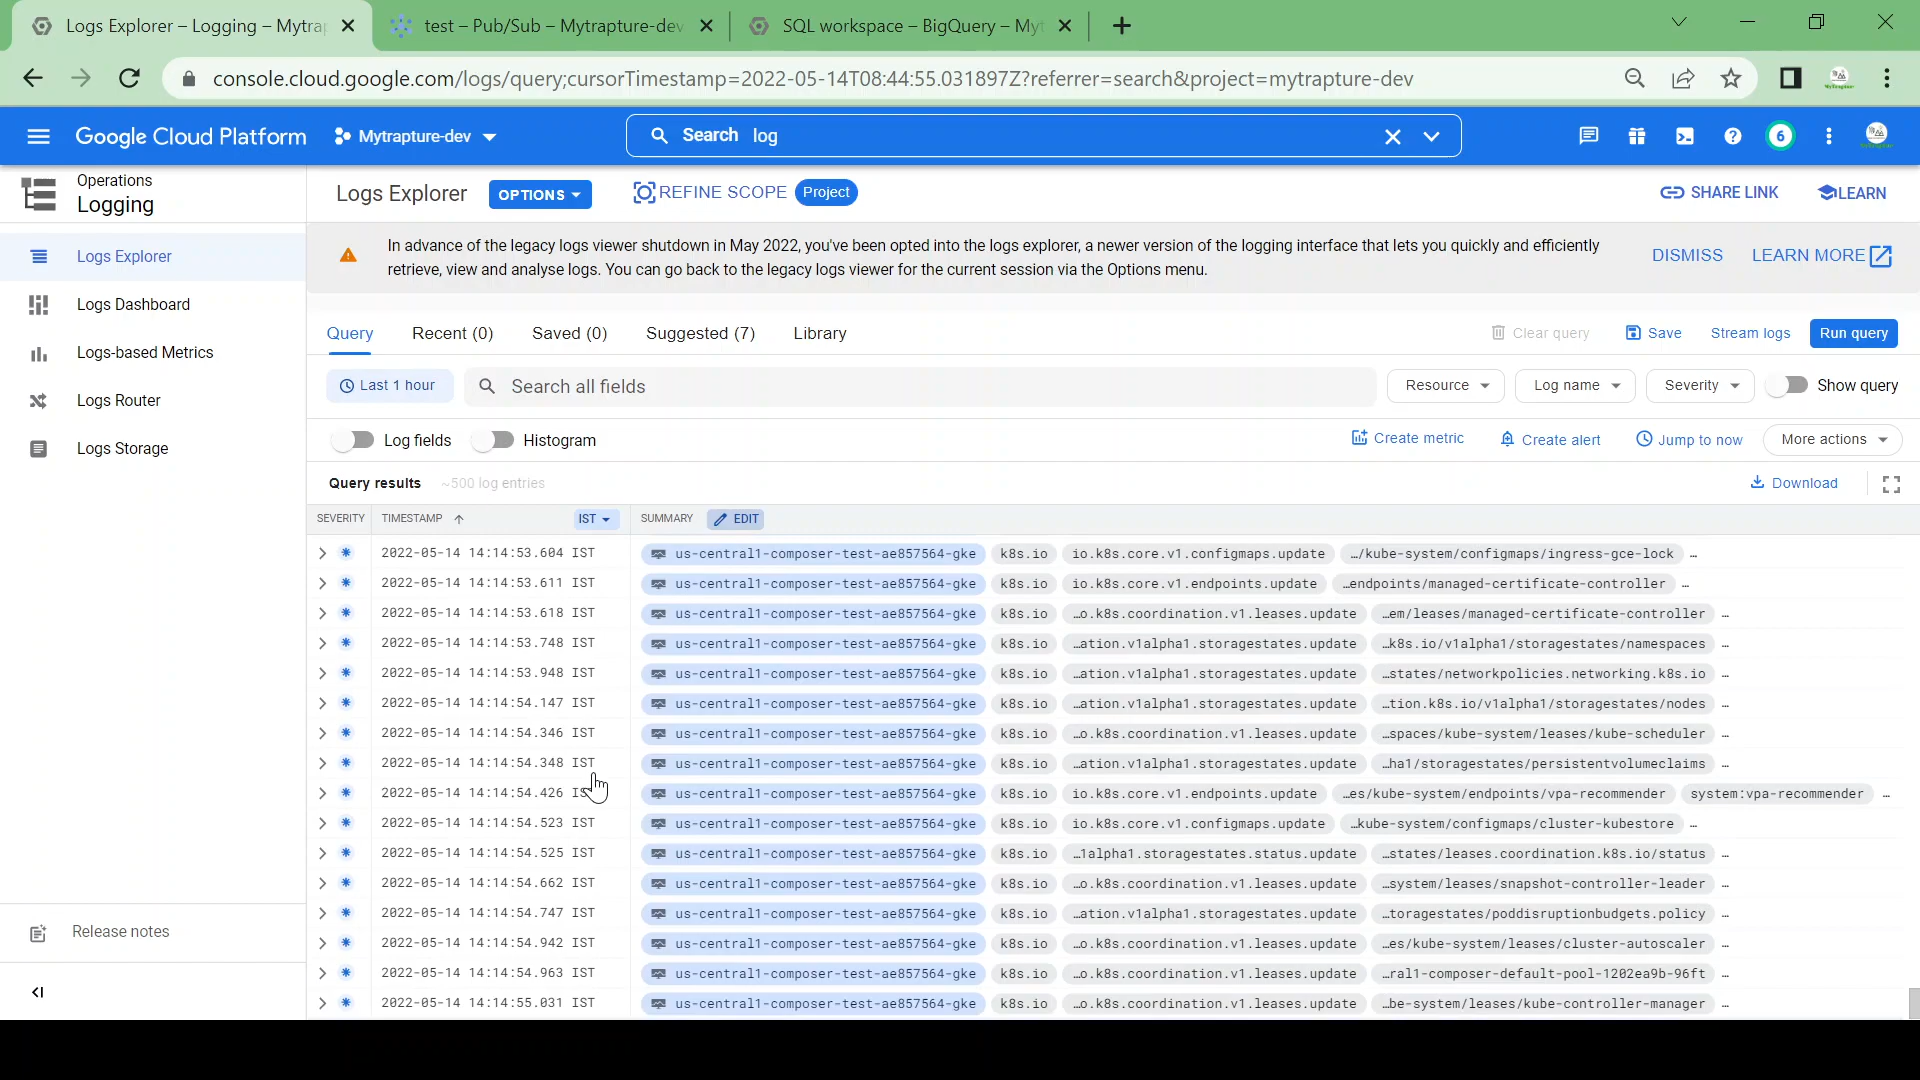 Logs Explorer – Logging – Mytrap
test – Pub/Sub – Mytrapture-dev
SQL workspace – BigQuery – Myt
console.cloud.google.com/logs/query;cursorTimestamp=2022-05-14T08:44:55.031897Z?referrer=search&project=mytrapture-dev
Google Cloud Platform
Mytrapture-dev
Search log
6
Operations
Logging
Logs Explorer
OPTIONS
REFINE SCOPE
Project
SHARE LINK
LEARN
Logs Explorer
Logs Dashboard
Logs-based Metrics
Logs Router
Logs Storage
Release notes
In advance of the legacy logs viewer shutdown in May 2022, you've been opted into the logs explorer, a newer version of the logging interface that lets you quickly and efficiently
retrieve, view and analyse logs. You can go back to the legacy logs viewer for the current session via the Options menu.
DISMISS
LEARN MORE
Query Recent (0) Saved (0) Suggested (7) Library
Clear query Save Stream logs Run query
Last 1 hour Search all fields Resource Log name Severity Show query
Log fields Histogram Create metric Create alert Jump to now More actions
Query results ~500 log entries Download
SEVERITY TIMESTAMP IST SUMMARY EDIT
2022-05-14 14:14:53.604 IST us-central1-composer-test-ae857564-gke k8s.io io.k8s.core.v1.configmaps.update …/kube-system/configmaps/ingress-gce-lock …
2022-05-14 14:14:53.611 IST us-central1-composer-test-ae857564-gke k8s.io io.k8s.core.v1.endpoints.update …endpoints/managed-certificate-controller …
2022-05-14 14:14:53.618 IST us-central1-composer-test-ae857564-gke k8s.io …o.k8s.coordination.v1.leases.update …em/leases/managed-certificate-controller …
2022-05-14 14:14:53.748 IST us-central1-composer-test-ae857564-gke k8s.io …ation.v1alpha1.storagestates.update …k8s.io/v1alpha1/storagestates/namespaces …
2022-05-14 14:14:53.948 IST us-central1-composer-test-ae857564-gke k8s.io …ation.v1alpha1.storagestates.update …states/networkpolicies.networking.k8s.io …
2022-05-14 14:14:54.147 IST us-central1-composer-test-ae857564-gke k8s.io …ation.v1alpha1.storagestates.update …tion.k8s.io/v1alpha1/storagestates/nodes …
2022-05-14 14:14:54.346 IST us-central1-composer-test-ae857564-gke k8s.io …o.k8s.coordination.v1.leases.update …spaces/kube-system/leases/kube-scheduler …
2022-05-14 14:14:54.348 IST us-central1-composer-test-ae857564-gke k8s.io …ation.v1alpha1.storagestates.update …ha1/storagestates/persistentvolumeclaims …
2022-05-14 14:14:54.426 IST us-central1-composer-test-ae857564-gke k8s.io io.k8s.core.v1.endpoints.update …es/kube-system/endpoints/vpa-recommender system:vpa-recommender …
2022-05-14 14:14:54.523 IST us-central1-composer-test-ae857564-gke k8s.io io.k8s.core.v1.configmaps.update …kube-system/configmaps/cluster-kubestore …
2022-05-14 14:14:54.525 IST us-central1-composer-test-ae857564-gke k8s.io …1alpha1.storagestates.status.update …states/leases.coordination.k8s.io/status …
2022-05-14 14:14:54.662 IST us-central1-composer-test-ae857564-gke k8s.io …o.k8s.coordination.v1.leases.update …system/leases/snapshot-controller-leader …
2022-05-14 14:14:54.747 IST us-central1-composer-test-ae857564-gke k8s.io …ation.v1alpha1.storagestates.update …toragestates/poddisruptionbudgets.policy …
2022-05-14 14:14:54.942 IST us-central1-composer-test-ae857564-gke k8s.io …o.k8s.coordination.v1.leases.update …es/kube-system/leases/cluster-autoscaler …
2022-05-14 14:14:54.963 IST us-central1-composer-test-ae857564-gke k8s.io …o.k8s.coordination.v1.leases.update …ral1-composer-default-pool-1202ea9b-96ft …
2022-05-14 14:14:55.031 IST us-central1-composer-test-ae857564-gke k8s.io …o.k8s.coordination.v1.leases.update …be-system/leases/kube-controller-manager …